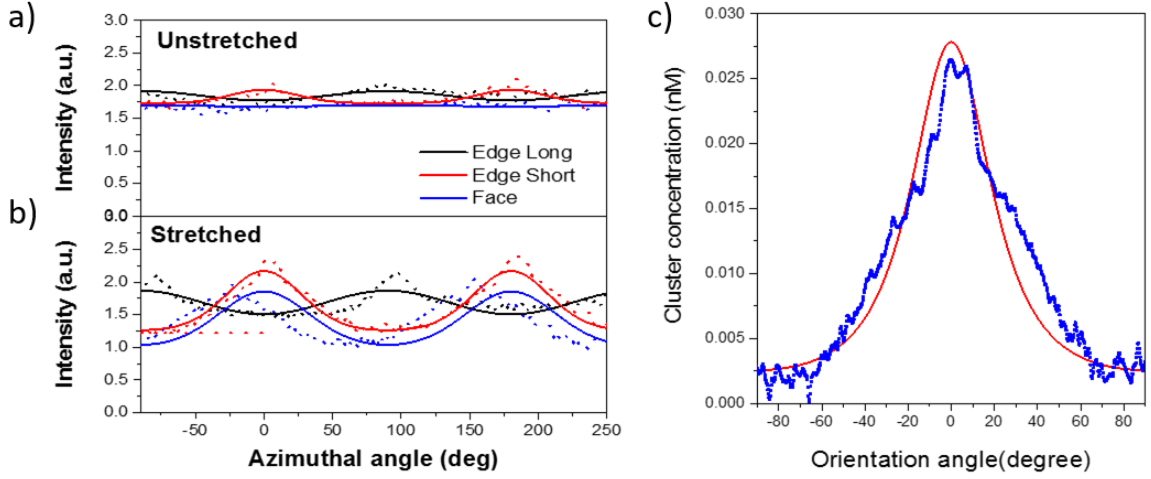 a)
Unstretched
Intensity (a.u.)
3.0
2.5
2.0
1.5
1.0
0.5
Edge Long
Edge Short
Face
b)
Stretched
Intensity (a.u.)
2.5
2.0
1.5
1.0
0.5
0.0
-50 0 50 100 150 200 250
Azimuthal angle (deg)
c)
Cluster concentration (nM)
0.030
0.025
0.020
0.015
0.010
0.005
0.000
-80 -60 -40 -20 0 20 40 60 80
Orientation angle(degree)